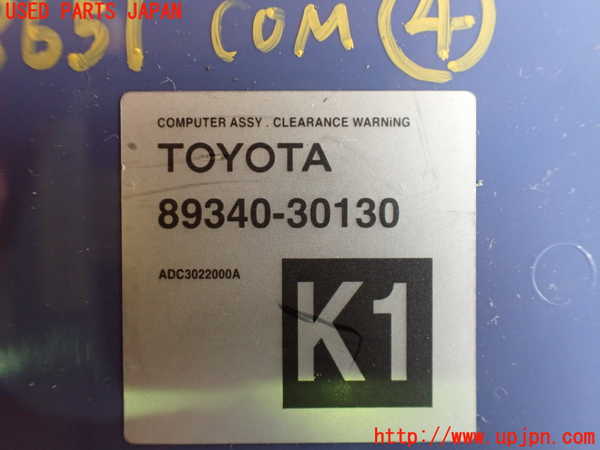 USED PARTS JAPAN
COM 4
COMPUTER ASSY . CLEARANCE WARNiNG
TOYOTA
89340-30130
ADC3022000A
K1
http://www.upjpn.com